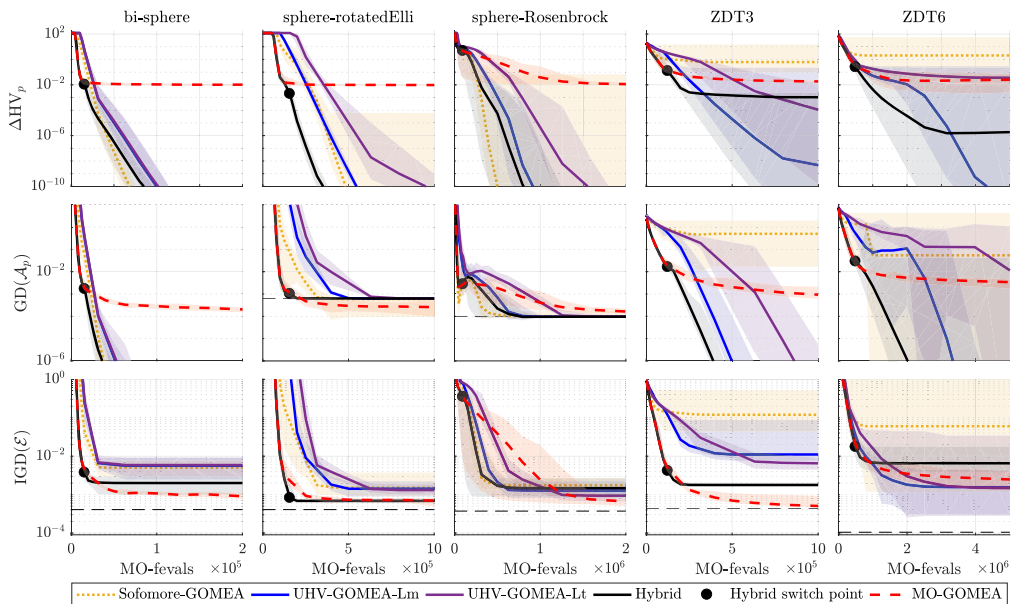 bi-sphere sphere-rotatedElli sphere-Rosenbrock ZDT3 ZDT6
10^2
10^-2
10^-6
10^-10
ΔHV_p
10^-2
10^-6
GD(𝒜_p)
10^0
10^-2
10^-4
IGD(ℰ)
0 1 2 0 5 10 0 1 2 0 5 10 0 2 4
MO-fevals ×10^5 MO-fevals ×10^5 MO-fevals ×10^6 MO-fevals ×10^5 MO-fevals ×10^6
Sofomore-GOMEA UHV-GOMEA-Lm UHV-GOMEA-Lt Hybrid Hybrid switch point MO-GOMEA